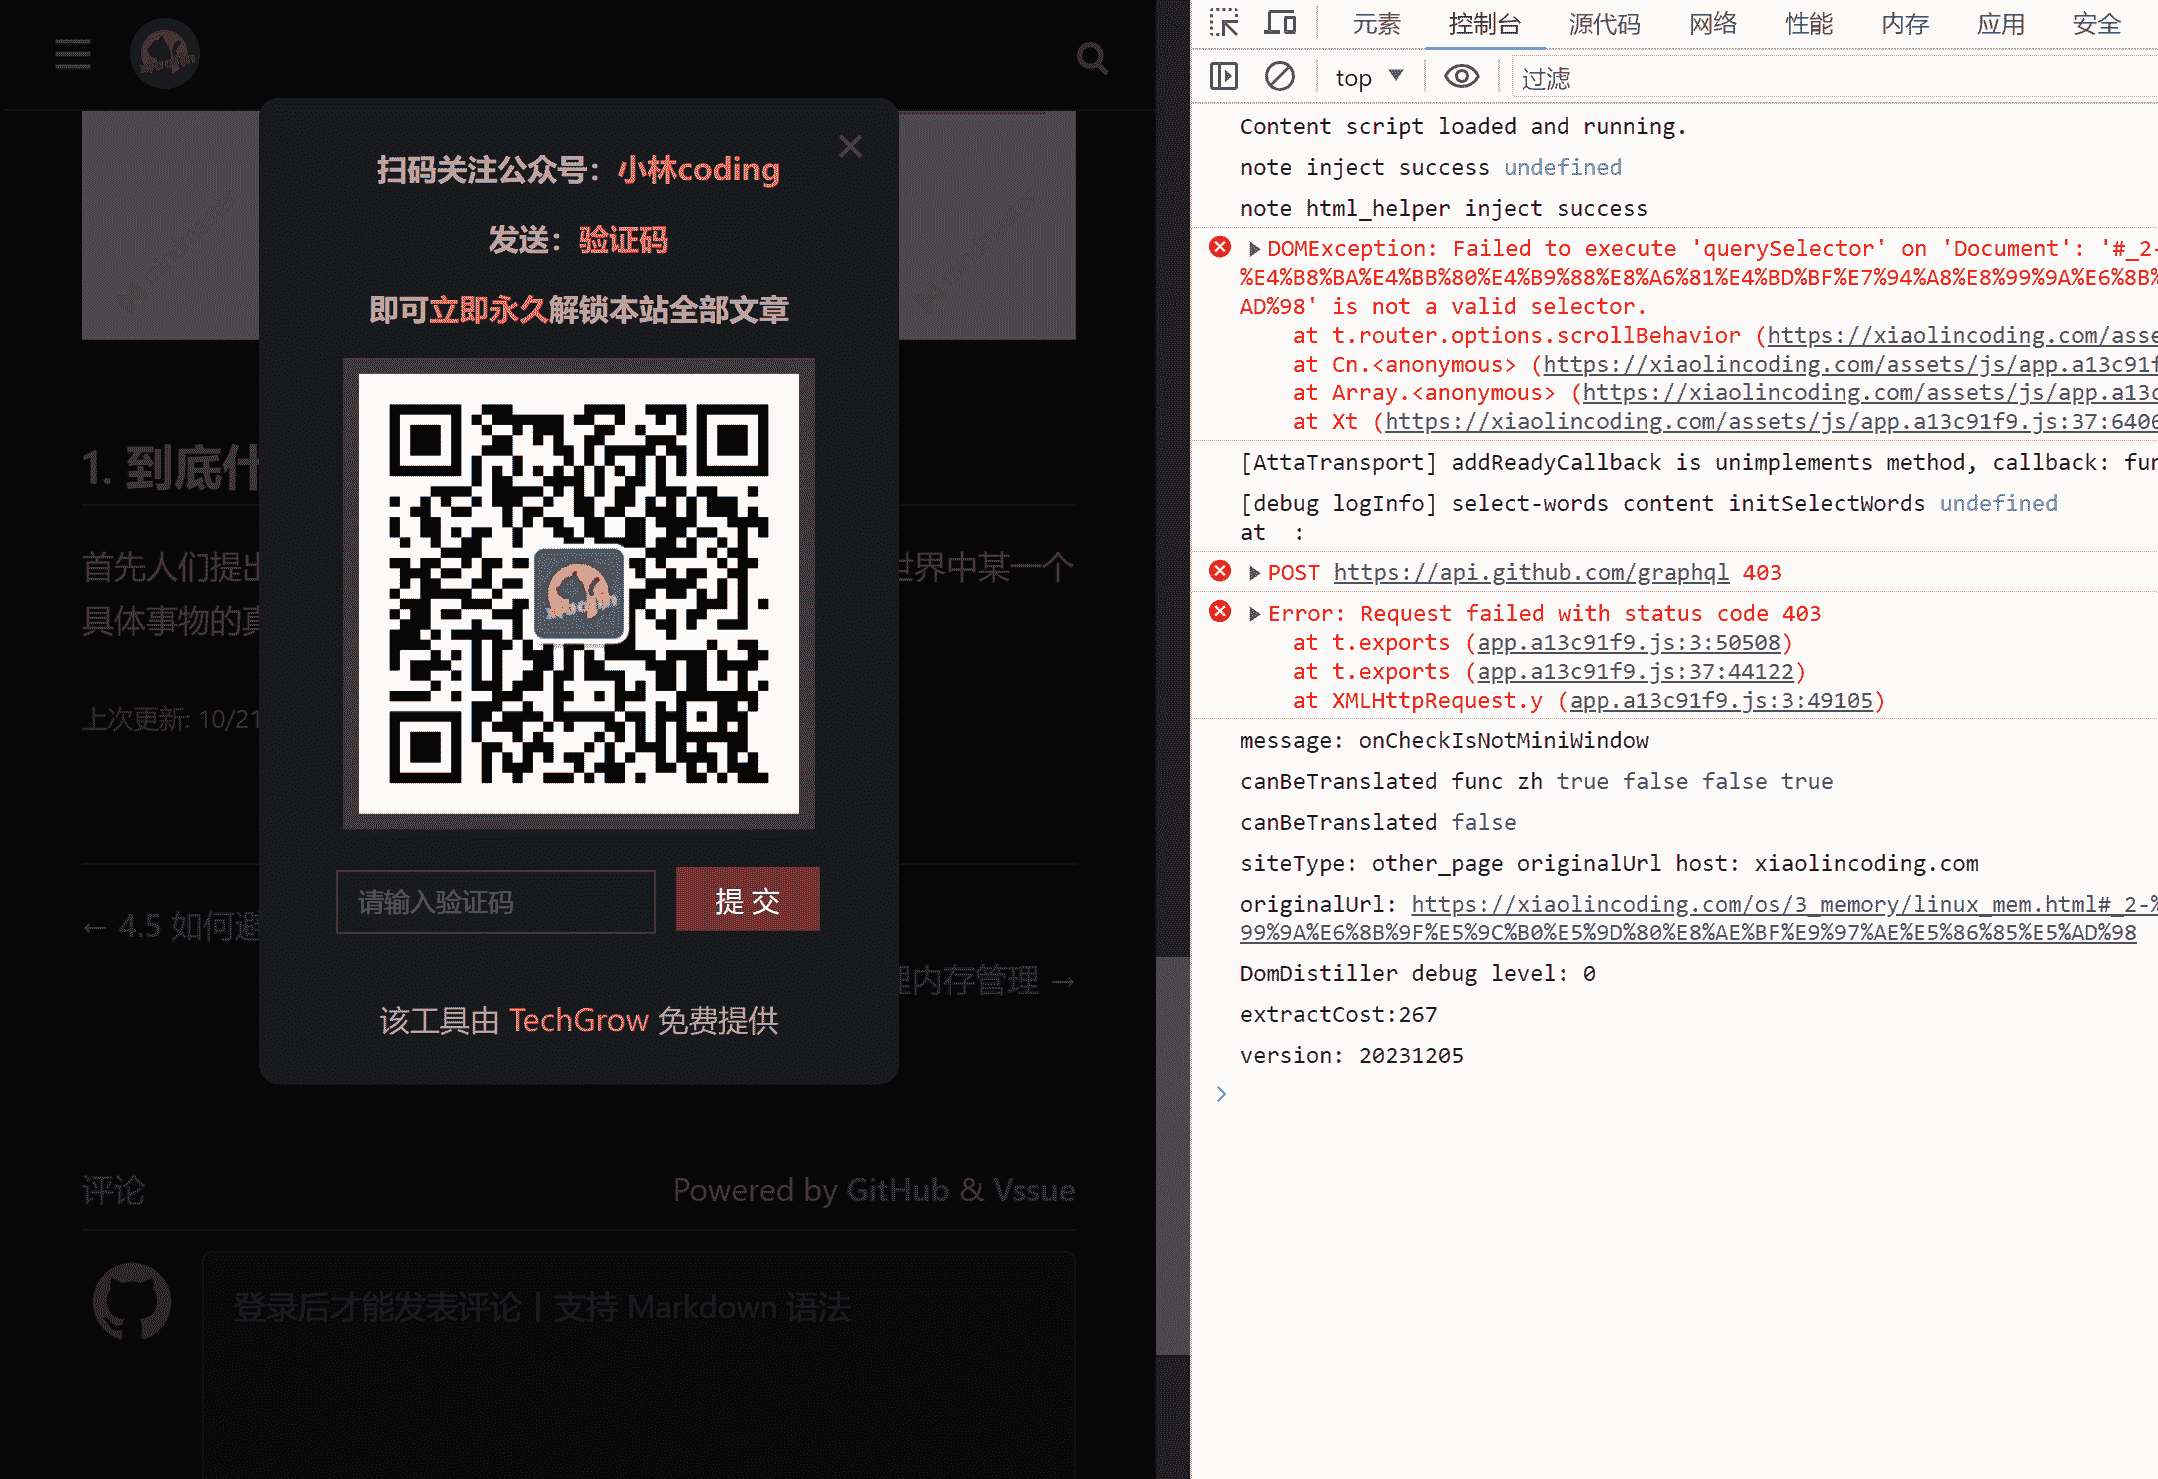 扫码关注公众号：小林coding
发送：验证码
即可立即永久解锁本站全部文章
1. 到底什
首先人们提出
世界中某一个
具体事物的真
上次更新: 10/21
请输入验证码
提 交
← 4.5 如何避
理内存管理 →
该工具由 TechGrow 免费提供
评论
Powered by GitHub & Vssue
登录后才能发表评论 | 支持 Markdown 语法
元素 控制台 源代码 网络 性能 内存 应用 安全
top 过滤
Content script loaded and running.
note inject success undefined
note html_helper inject success
DOMException: Failed to execute 'querySelector' on 'Document': '#_2-
%E4%B8%BA%E4%BB%80%E4%B9%88%E8%A6%81%E4%BD%BF%E7%94%A8%E8%99%9A%E6%8B%
AD%98' is not a valid selector.
at t.router.options.scrollBehavior (https://xiaolincoding.com/asse
at Cn.<anonymous> (https://xiaolincoding.com/assets/js/app.a13c91f
at Array.<anonymous> (https://xiaolincoding.com/assets/js/app.a13c
at Xt (https://xiaolincoding.com/assets/js/app.a13c91f9.js:37:6406
[AttaTransport] addReadyCallback is unimplements method, callback: fun
[debug logInfo] select-words content initSelectWords undefined
at :
POST https://api.github.com/graphql 403
Error: Request failed with status code 403
at t.exports (app.a13c91f9.js:3:50508)
at t.exports (app.a13c91f9.js:37:44122)
at XMLHttpRequest.y (app.a13c91f9.js:3:49105)
message: onCheckIsNotMiniWindow
canBeTranslated func zh true false false true
canBeTranslated false
siteType: other_page originalUrl host: xiaolincoding.com
originalUrl: https://xiaolincoding.com/os/3_memory/linux_mem.html#_2-%
99%9A%E6%8B%9F%E5%9C%B0%E5%9D%80%E8%AE%BF%E9%97%AE%E5%86%85%E5%AD%98
DomDistiller debug level: 0
extractCost:267
version: 20231205